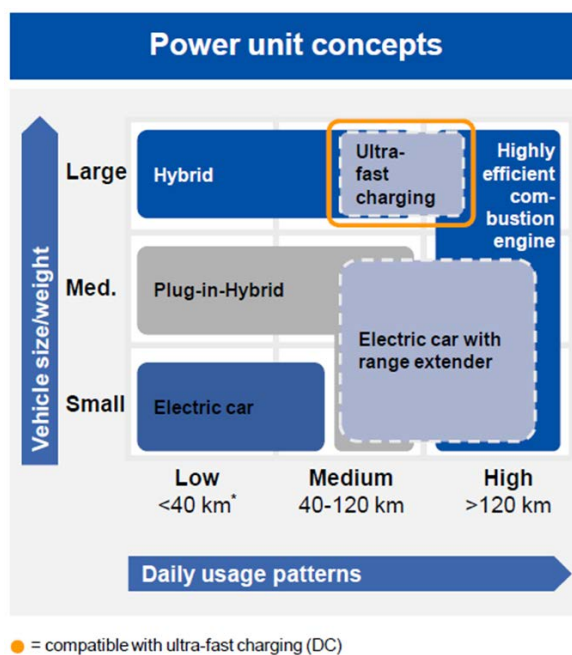 Power unit concepts
Vehicle size/weight
Large
Med.
Small
Hybrid
Ultra-
fast
charging
Highly
efficient
com-
bustion
engine
Plug-in-Hybrid
Electric car with
range extender
Electric car
Low
<40 km*
Medium
40-120 km
High
>120 km
Daily usage patterns
= compatible with ultra-fast charging (DC)